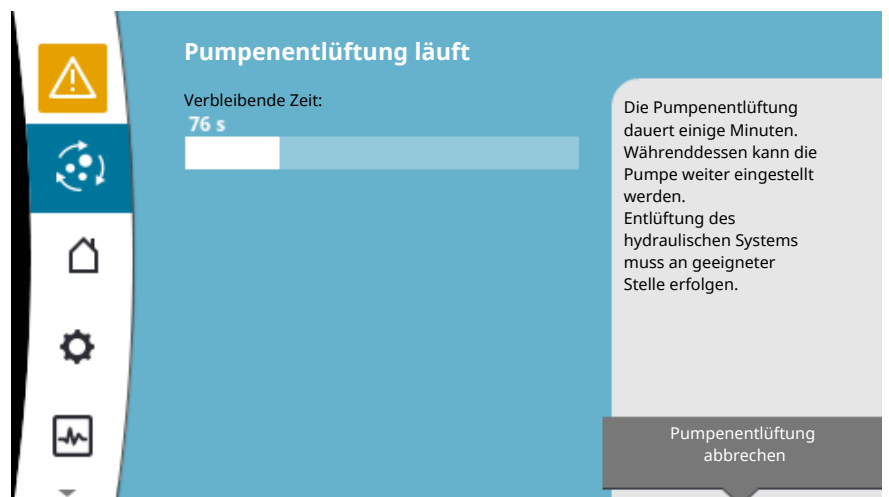 Pumpenentlüftung läuft
Verbleibende Zeit:
76 s
Die Pumpenentlüftung
dauert einige Minuten.
Währenddessen kann die
Pumpe weiter eingestellt
werden.
Entlüftung des
hydraulischen Systems
muss an geeigneter
Stelle erfolgen.
Pumpenentlüftung
abbrechen